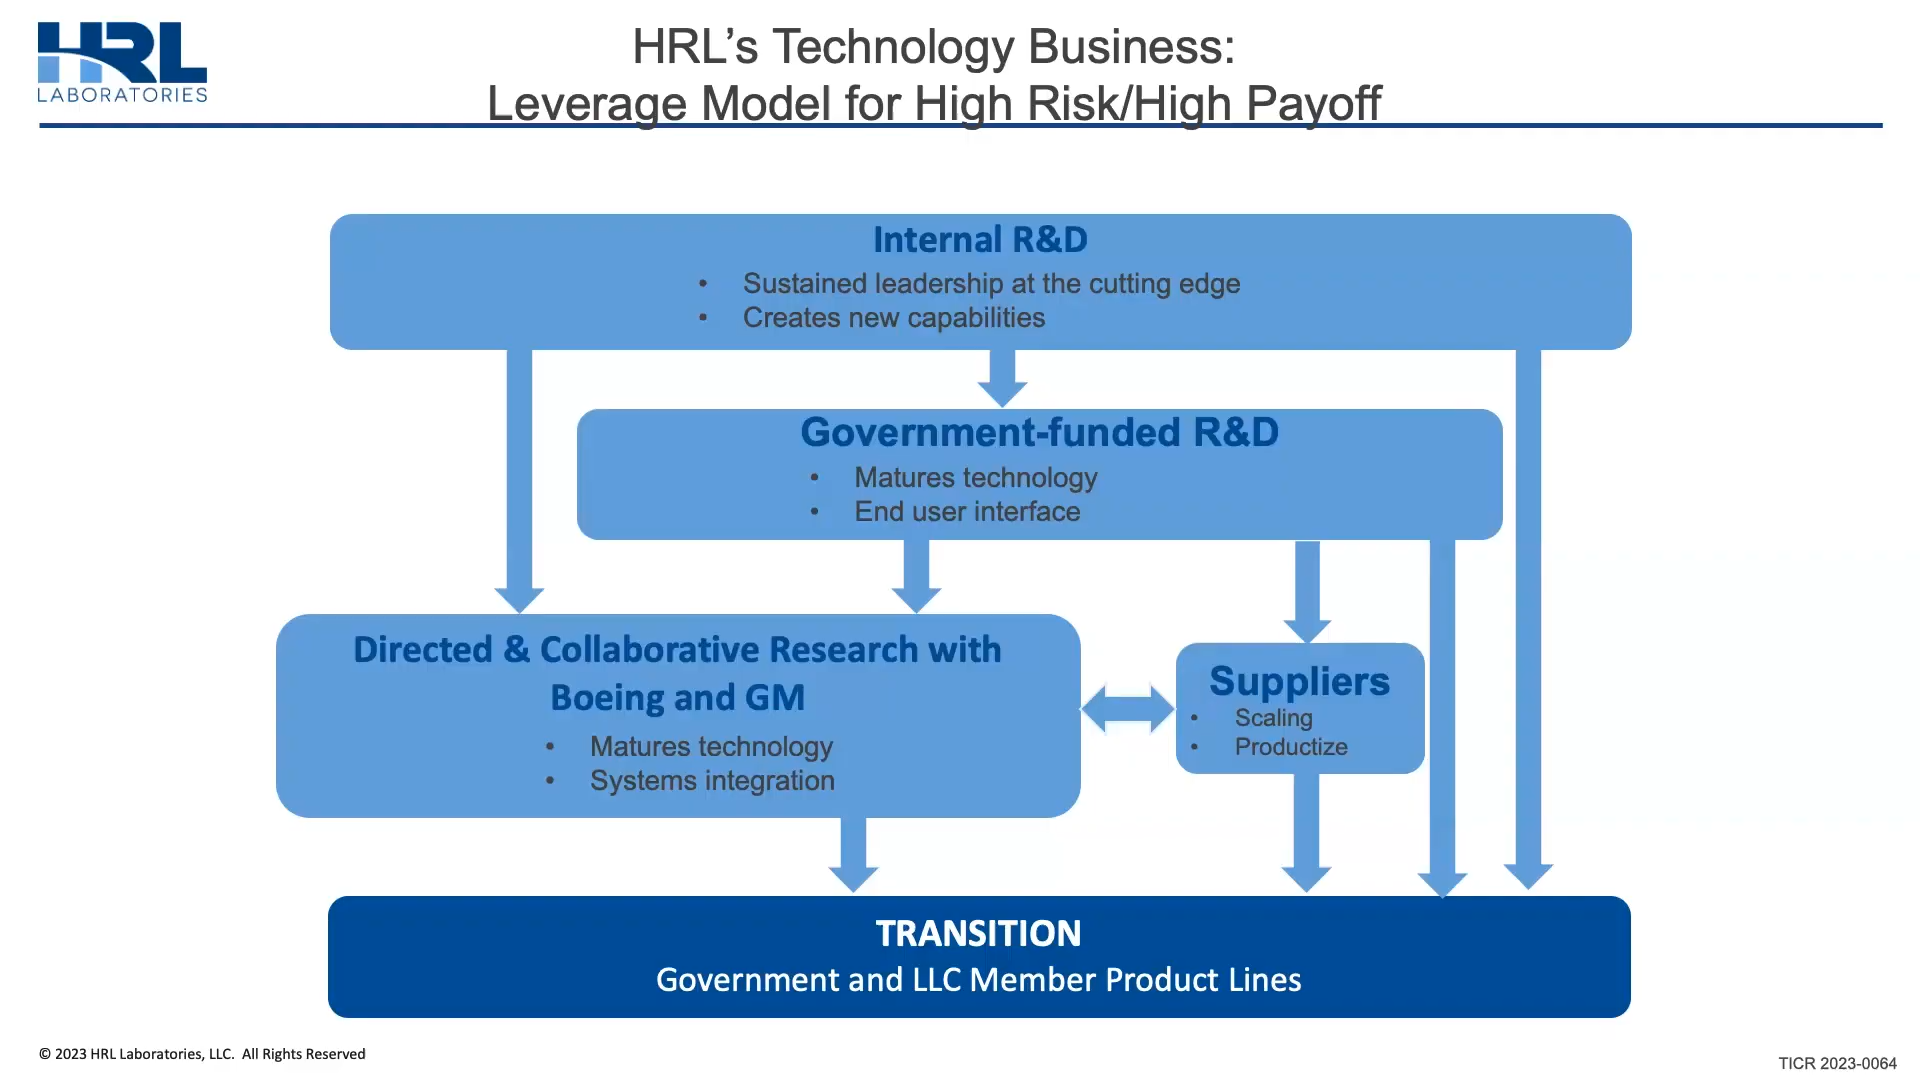 HRL
LABORATORIES
HRL’s Technology Business:
Leverage Model for High Risk/High Payoff
Internal R&D
• Sustained leadership at the cutting edge
• Creates new capabilities
Government-funded R&D
• Matures technology
• End user interface
Directed & Collaborative Research with
Boeing and GM
• Matures technology
• Systems integration
Suppliers
• Scaling
• Productize
TRANSITION
Government and LLC Member Product Lines
© 2023 HRL Laboratories, LLC. All Rights Reserved
TICR 2023-0064